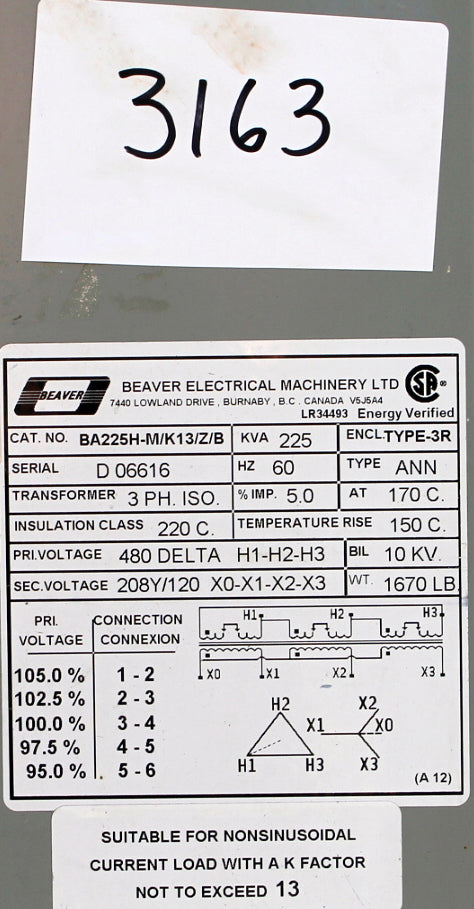 3163
BEAVER
BEAVER ELECTRICAL MACHINERY LTD
SA
7440 LOWLAND DRIVE, BURNABY, B.C. CANADA V5J5A4
LR34493 Energy Verified
CAT. NO. BA225H-M/K13/Z/B KVA 225 ENCL.TYPE-3R
SERIAL D 06616 HZ 60 TYPE ANN
TRANSFORMER 3 PH. ISO. % IMP. 5.0 AT 170 C.
INSULATION CLASS 220 C. TEMPERATURE RISE 150 C.
PRI.VOLTAGE 480 DELTA H1-H2-H3 BIL 10 KV.
SEC.VOLTAGE 208Y/120 X0-X1-X2-X3 WT. 1670 LB
PRI. CONNECTION
VOLTAGE CONNEXION
105.0 % 1 - 2
102.5 % 2 - 3
100.0 % 3 - 4
97.5 % 4 - 5
95.0 % 5 - 6
H1 H2 H3
X0 X1 X2 X3
H2 X2
X1 X0
H1 H3 X3
(A 12)
SUITABLE FOR NONSINUSOIDAL
CURRENT LOAD WITH A K FACTOR
NOT TO EXCEED 13